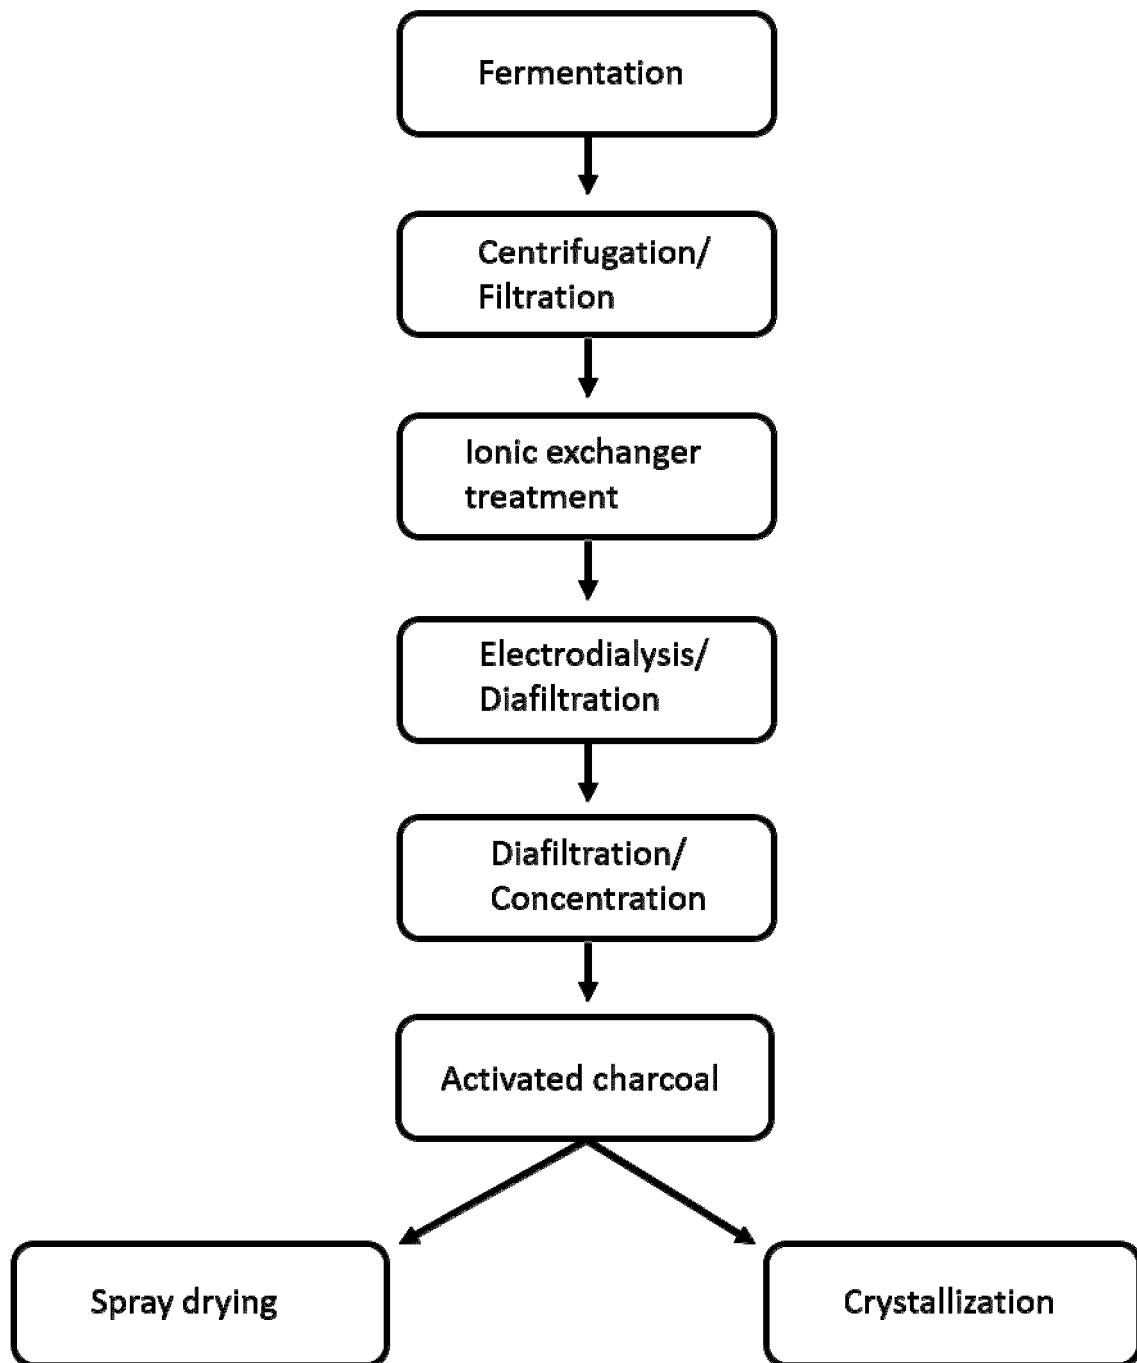 Fermentation
Centrifugation/
Filtration
Ionic exchanger
treatment
Electrodialysis/
Diafiltration
Diafiltration/
Concentration
Activated charcoal
Spray drying
Crystallization